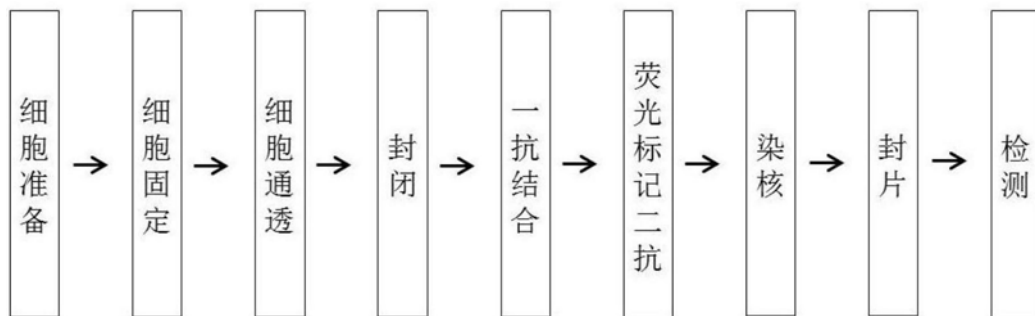 细胞准备
细胞固定
细胞通透
封闭
一抗结合
荧光标记二抗
染核
封片
检测